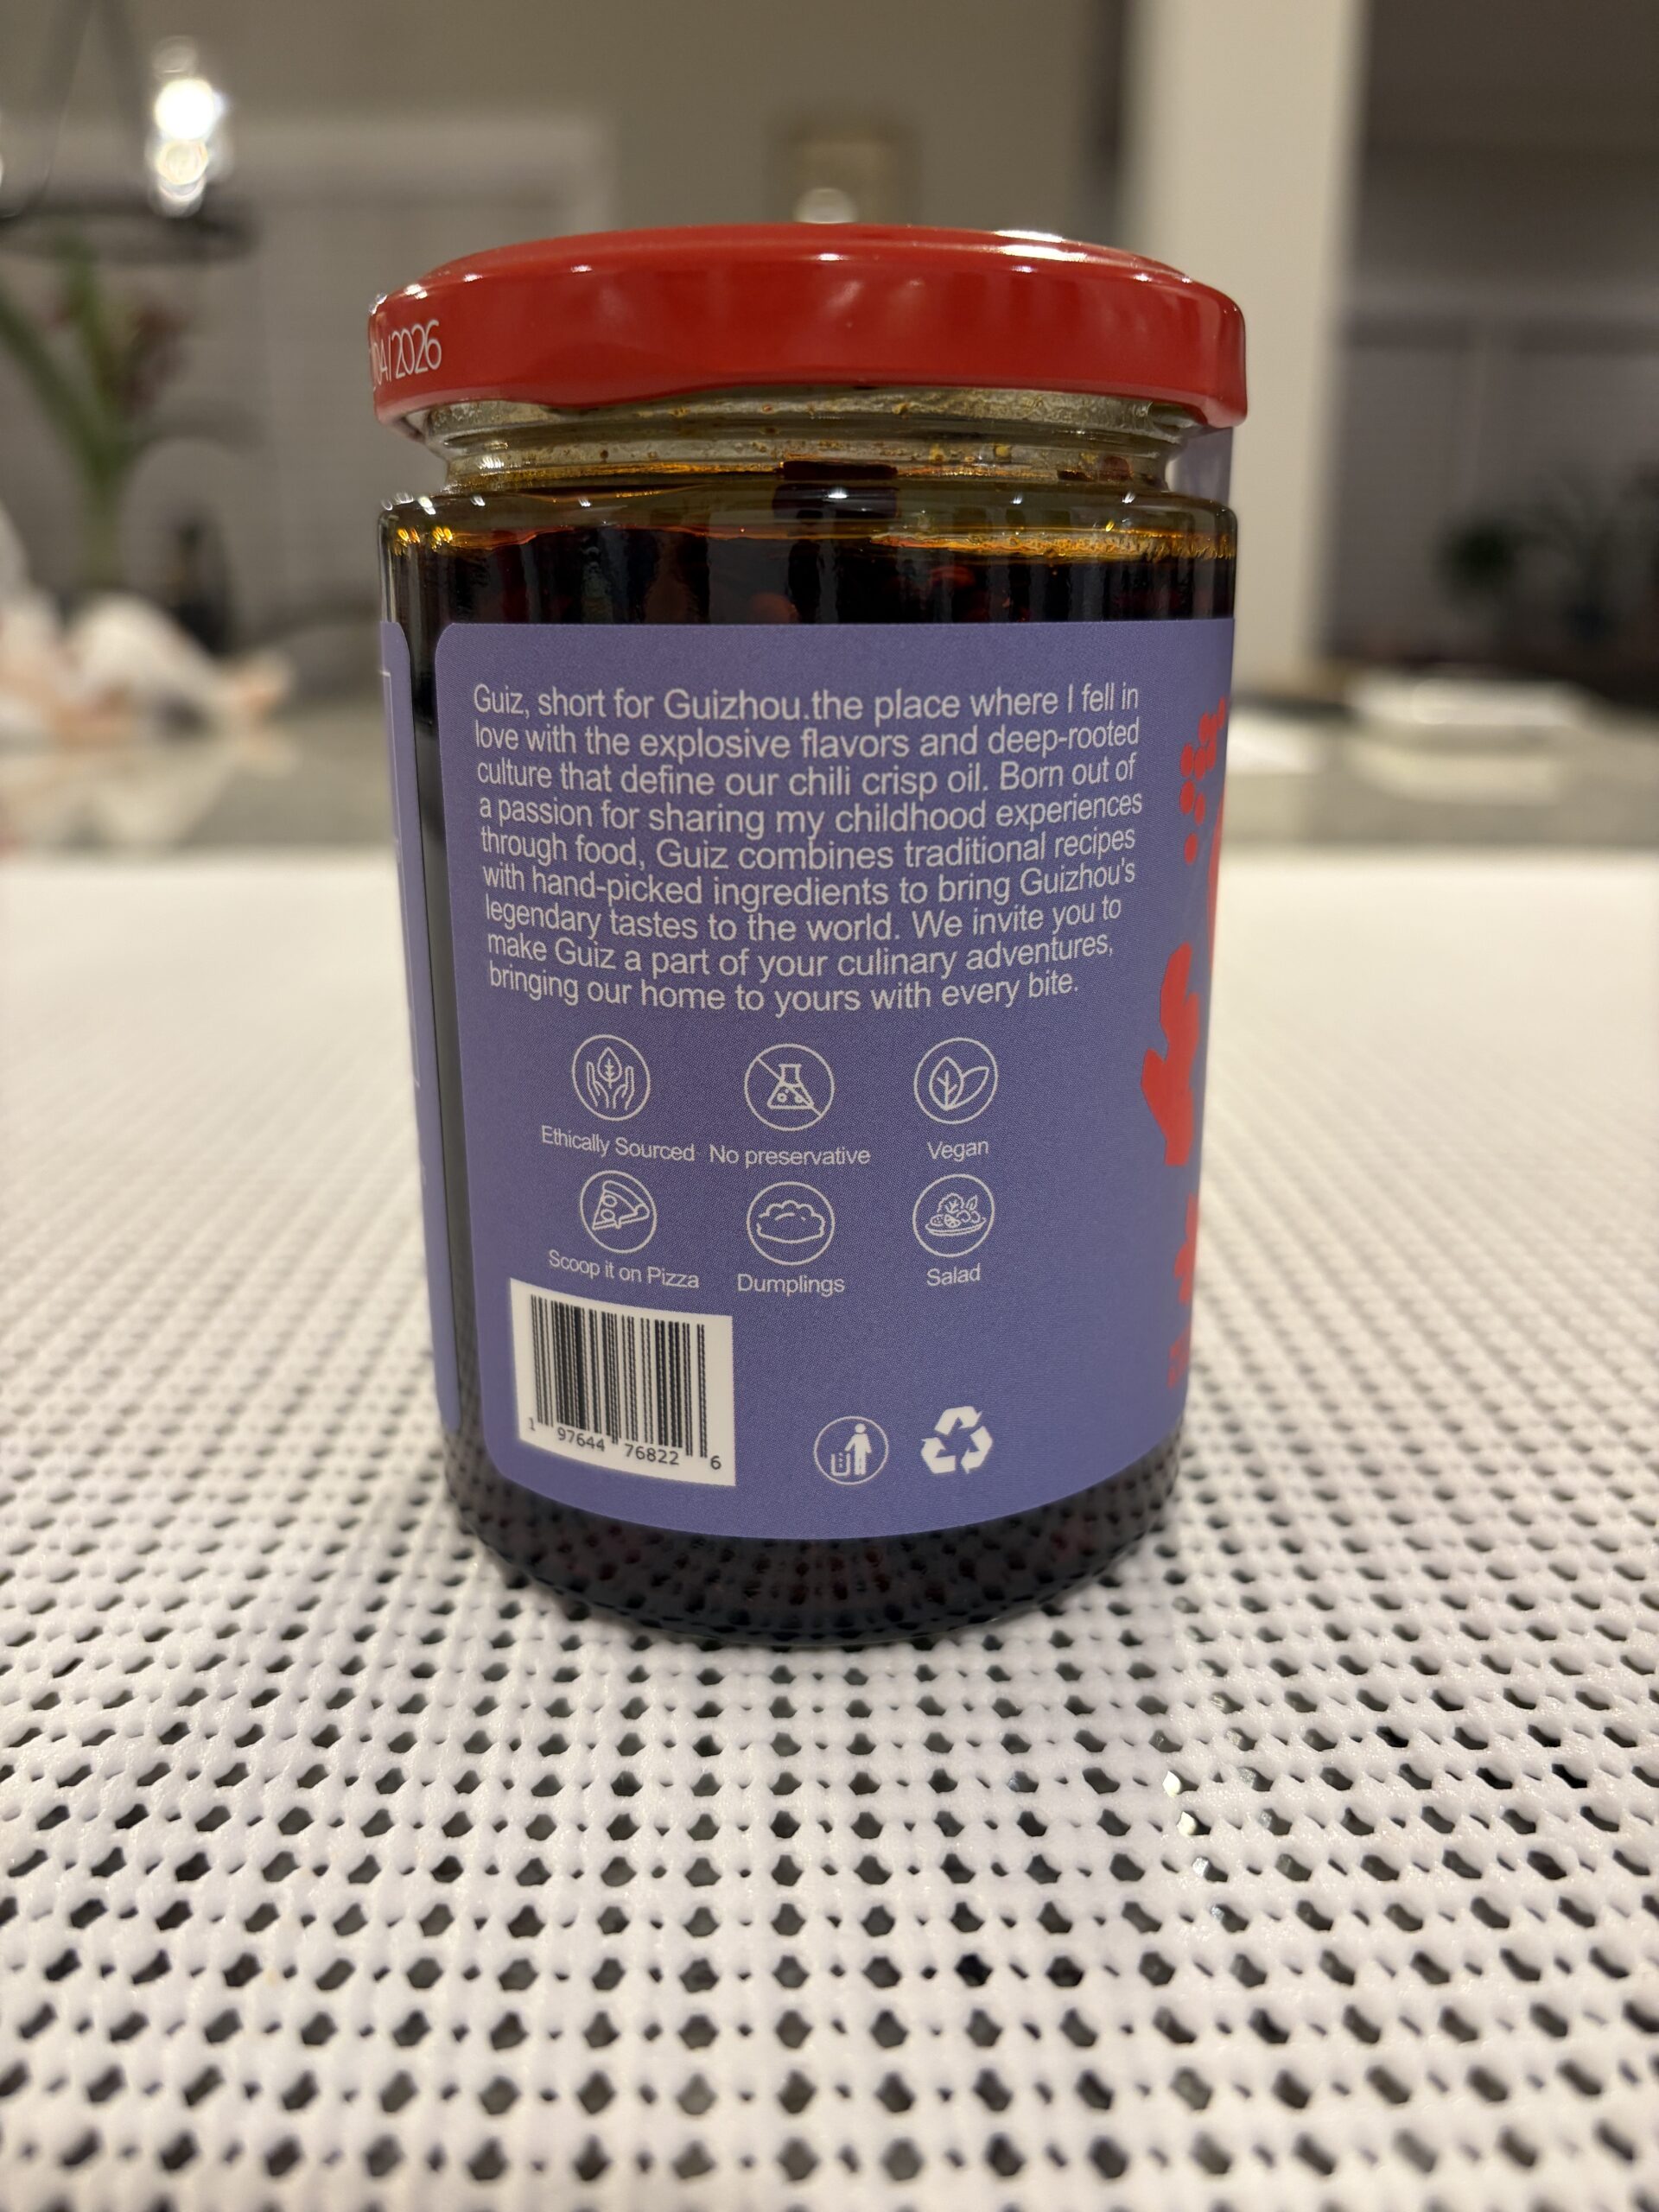 04/2026
Guiz, short for Guizhou.the place where I fell in
love with the explosive flavors and deep-rooted
culture that define our chili crisp oil. Born out of
a passion for sharing my childhood experiences
through food, Guiz combines traditional recipes
with hand-picked ingredients to bring Guizhou's
legendary tastes to the world. We invite you to
make Guiz a part of your culinary adventures,
bringing our home to yours with every bite.
Ethically Sourced No preservative Vegan
Scoop it on Pizza Dumplings Salad
1 97644 76822 6